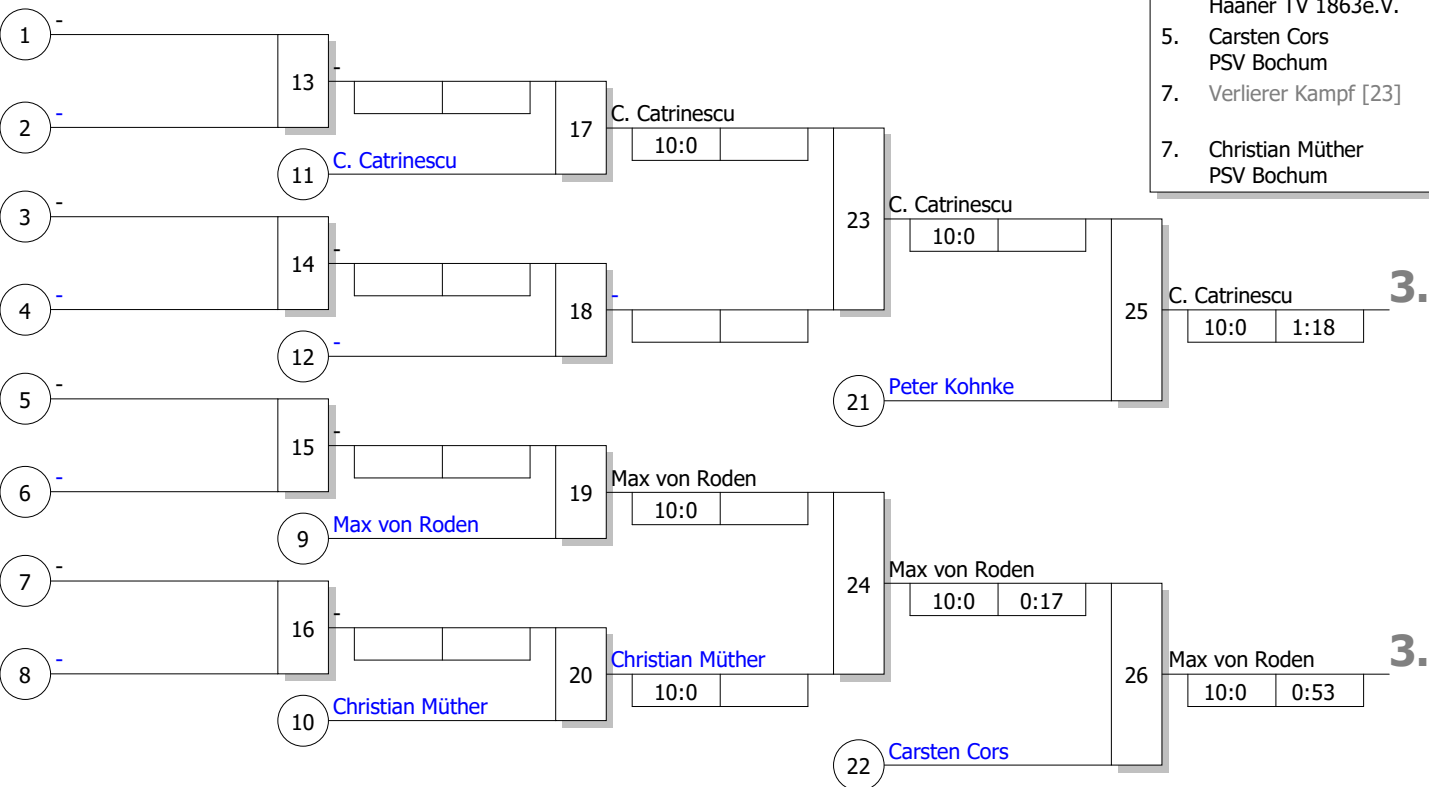 Haaner TV 1863e.V.
5. Carsten Cors
PSV Bochum
7. Verlierer Kampf [23]
7. Christian Müther
PSV Bochum
1 -
13 -
2 -
17 C. Catrinescu
10:0
11 C. Catrinescu
3 -
23 C. Catrinescu
10:0
14 -
4 -
18 -
12 -
25 C. Catrinescu 3.
10:0 1:18
21 Peter Kohnke
5 -
15 -
6 -
19 Max von Roden
10:0
9 Max von Roden
7 -
24 Max von Roden
10:0 0:17
16 -
8 -
20 Christian Müther
10:0
10 Christian Müther
26 Max von Roden 3.
10:0 0:53
22 Carsten Cors